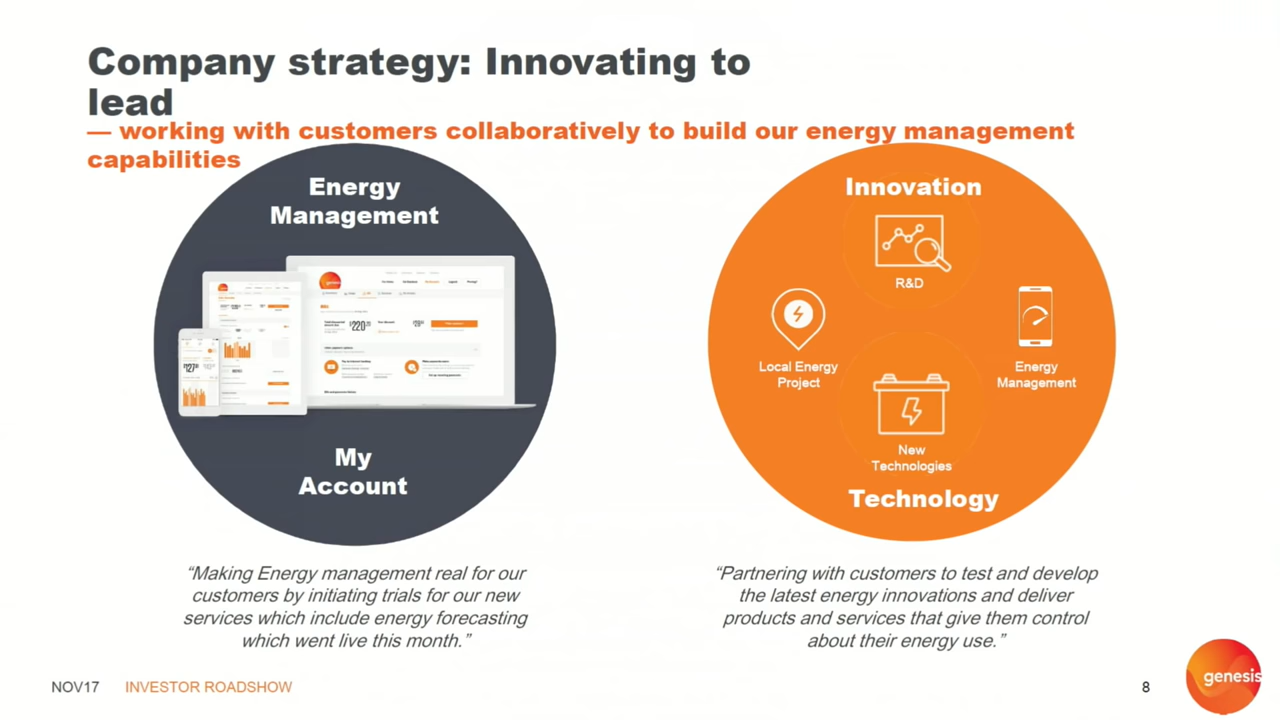 Company strategy: Innovating to
lead
— working with customers collaboratively to build our energy management
capabilities
Energy
Management
genesis
$220
$127
My
Account
Innovation
R&D
Local Energy
Project
Energy
Management
New
Technologies
Technology
“Making Energy management real for our
customers by initiating trials for our new
services which include energy forecasting
which went live this month.”
“Partnering with customers to test and develop
the latest energy innovations and deliver
products and services that give them control
about their energy use.”
NOV17 INVESTOR ROADSHOW
8
genesis